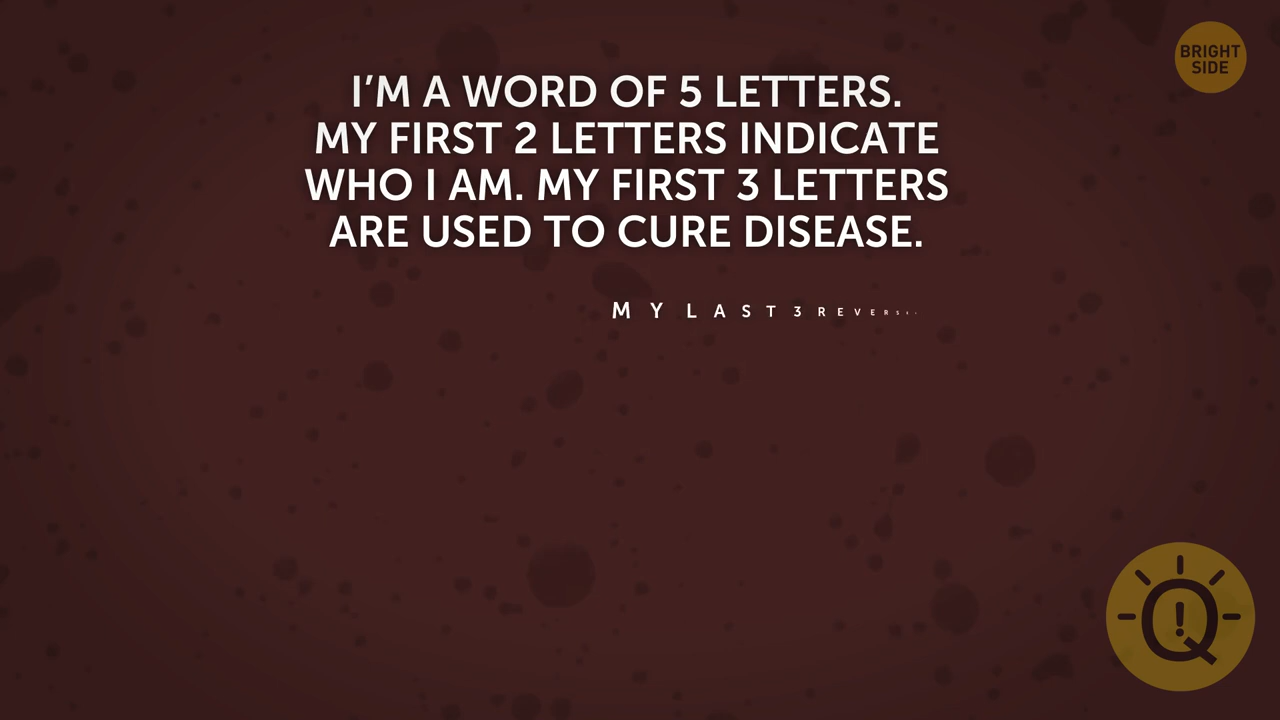 BRIGHT
SIDE
I'M A WORD OF 5 LETTERS.
MY FIRST 2 LETTERS INDICATE
WHO I AM. MY FIRST 3 LETTERS
ARE USED TO CURE DISEASE.
MY LAST 3
Q!